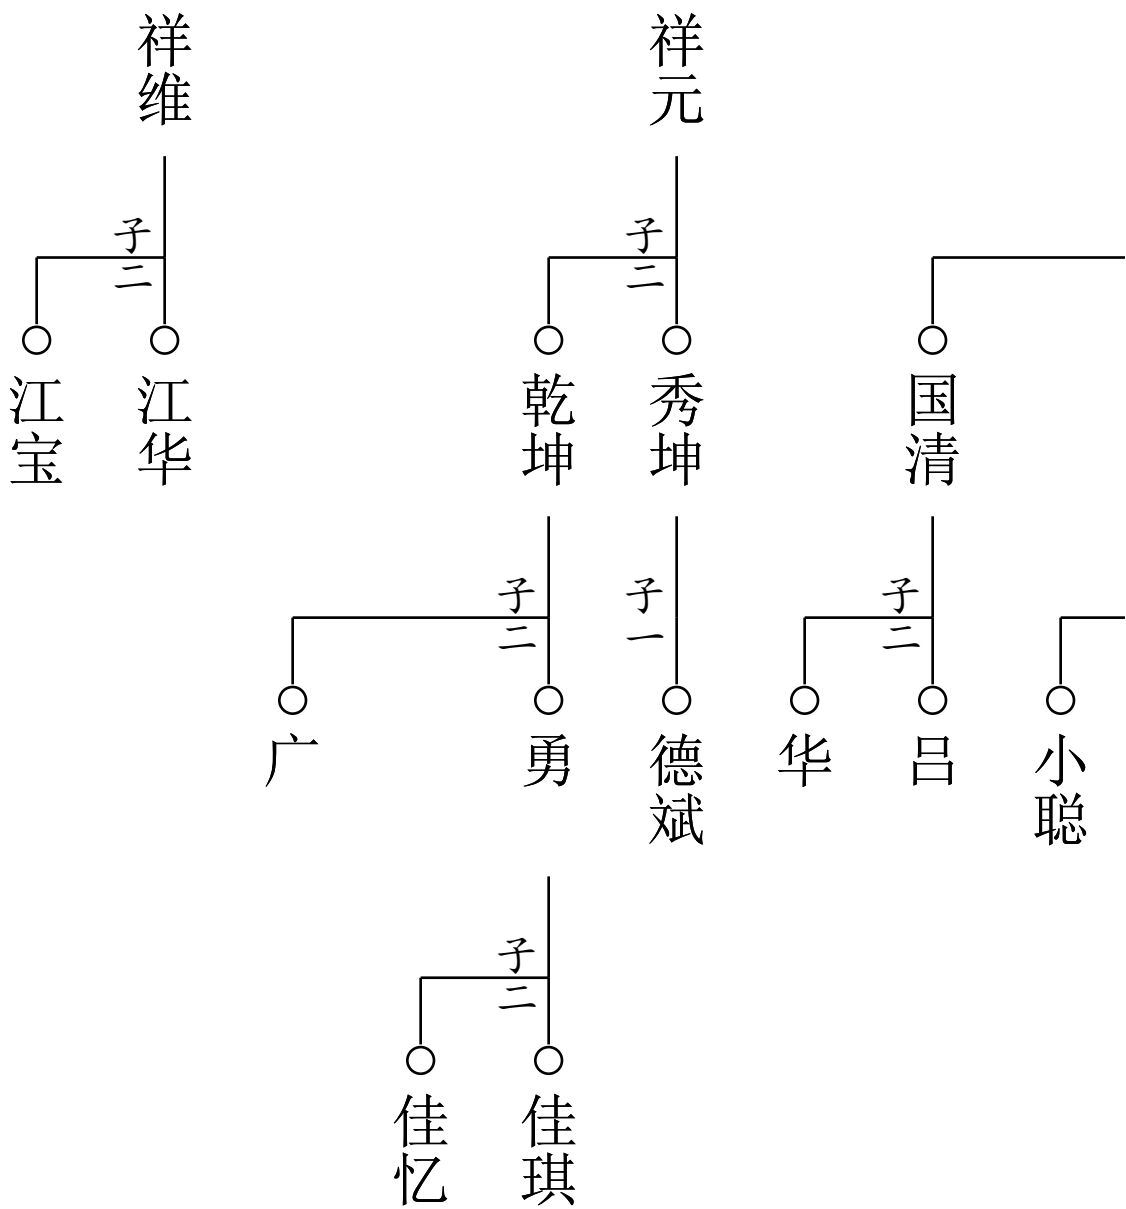 祥维
祥元
子二
子二
江宝
江华
乾坤
秀坤
国清
子二
子一
子二
广
勇
德斌
华
吕
小聪
子二
佳忆
佳琪